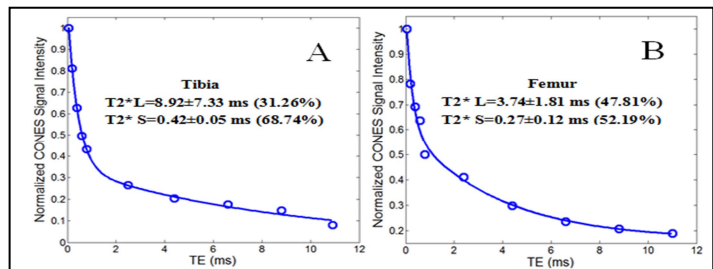 A
Tibia
T2*L=8.92±7.33 ms (31.26%)
T2* S=0.42±0.05 ms (68.74%)
Normalized CONES Signal Intensity
1
0.9
0.8
0.7
0.6
0.5
0.4
0.3
0.2
0.1
0
0 2 4 6 8 10 12
TE (ms)
B
Femur
T2* L=3.74±1.81 ms (47.81%)
T2* S=0.27±0.12 ms (52.19%)
Normalized CONES Signal Intensity
1
0.9
0.8
0.7
0.6
0.5
0.4
0.3
0.2
0 2 4 6 8 10 12
TE (ms)